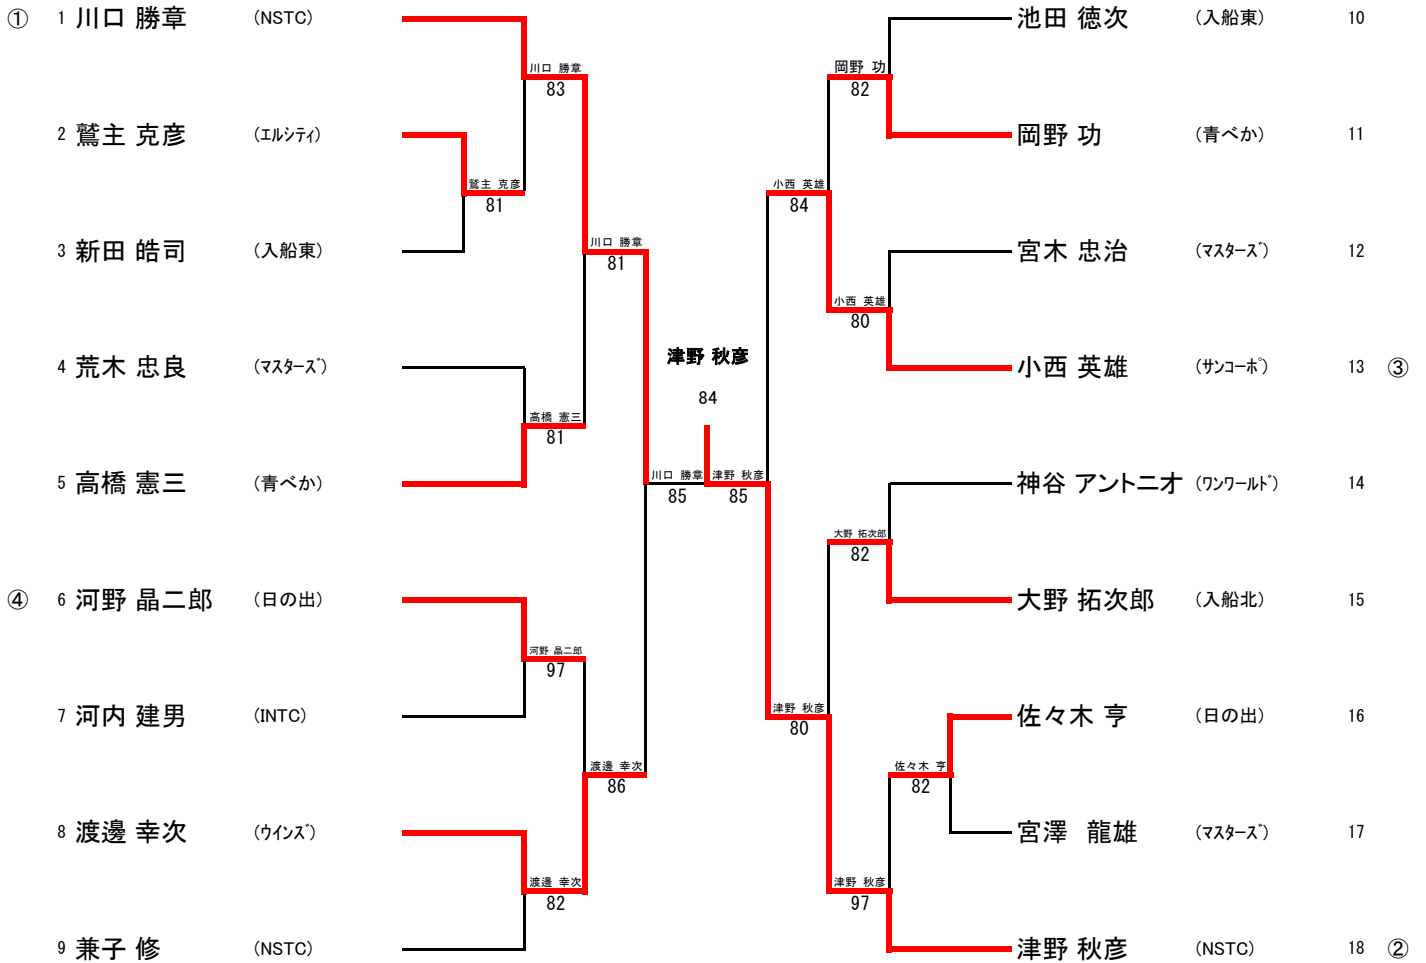 ① 1 川口 勝章 (NSTC) 池田 徳次 (入船東) 10
川口 勝章 岡野 功
83 82
2 鷲主 克彦 (エルシティ) 岡野 功 (青べか) 11
鷲主 克彦 小西 英雄
81 84
3 新田 皓司 (入船東) 川口 勝章 宮木 忠治 (マスターズ) 12
81
小西 英雄
80
津野 秋彦
4 荒木 忠良 (マスターズ) 小西 英雄 (サンコーポ) 13 ③
84
高橋 憲三
81
5 高橋 憲三 (青べか) 川口 勝章 津野 秋彦 神谷 アントニオ (ワンワールド) 14
85 85
大野 拓次郎
82
④ 6 河野 晶二郎 (日の出) 大野 拓次郎 (入船北) 15
河野 晶二郎
97
7 河内 建男 (INTC) 津野 秋彦 佐々木 亨 (日の出) 16
80
渡邊 幸次 佐々木 亨
86 82
8 渡邊 幸次 (ウインズ) 宮澤 龍雄 (マスターズ) 17
渡邊 幸次 津野 秋彦
82 97
9 兼子 修 (NSTC) 津野 秋彦 (NSTC) 18 ②